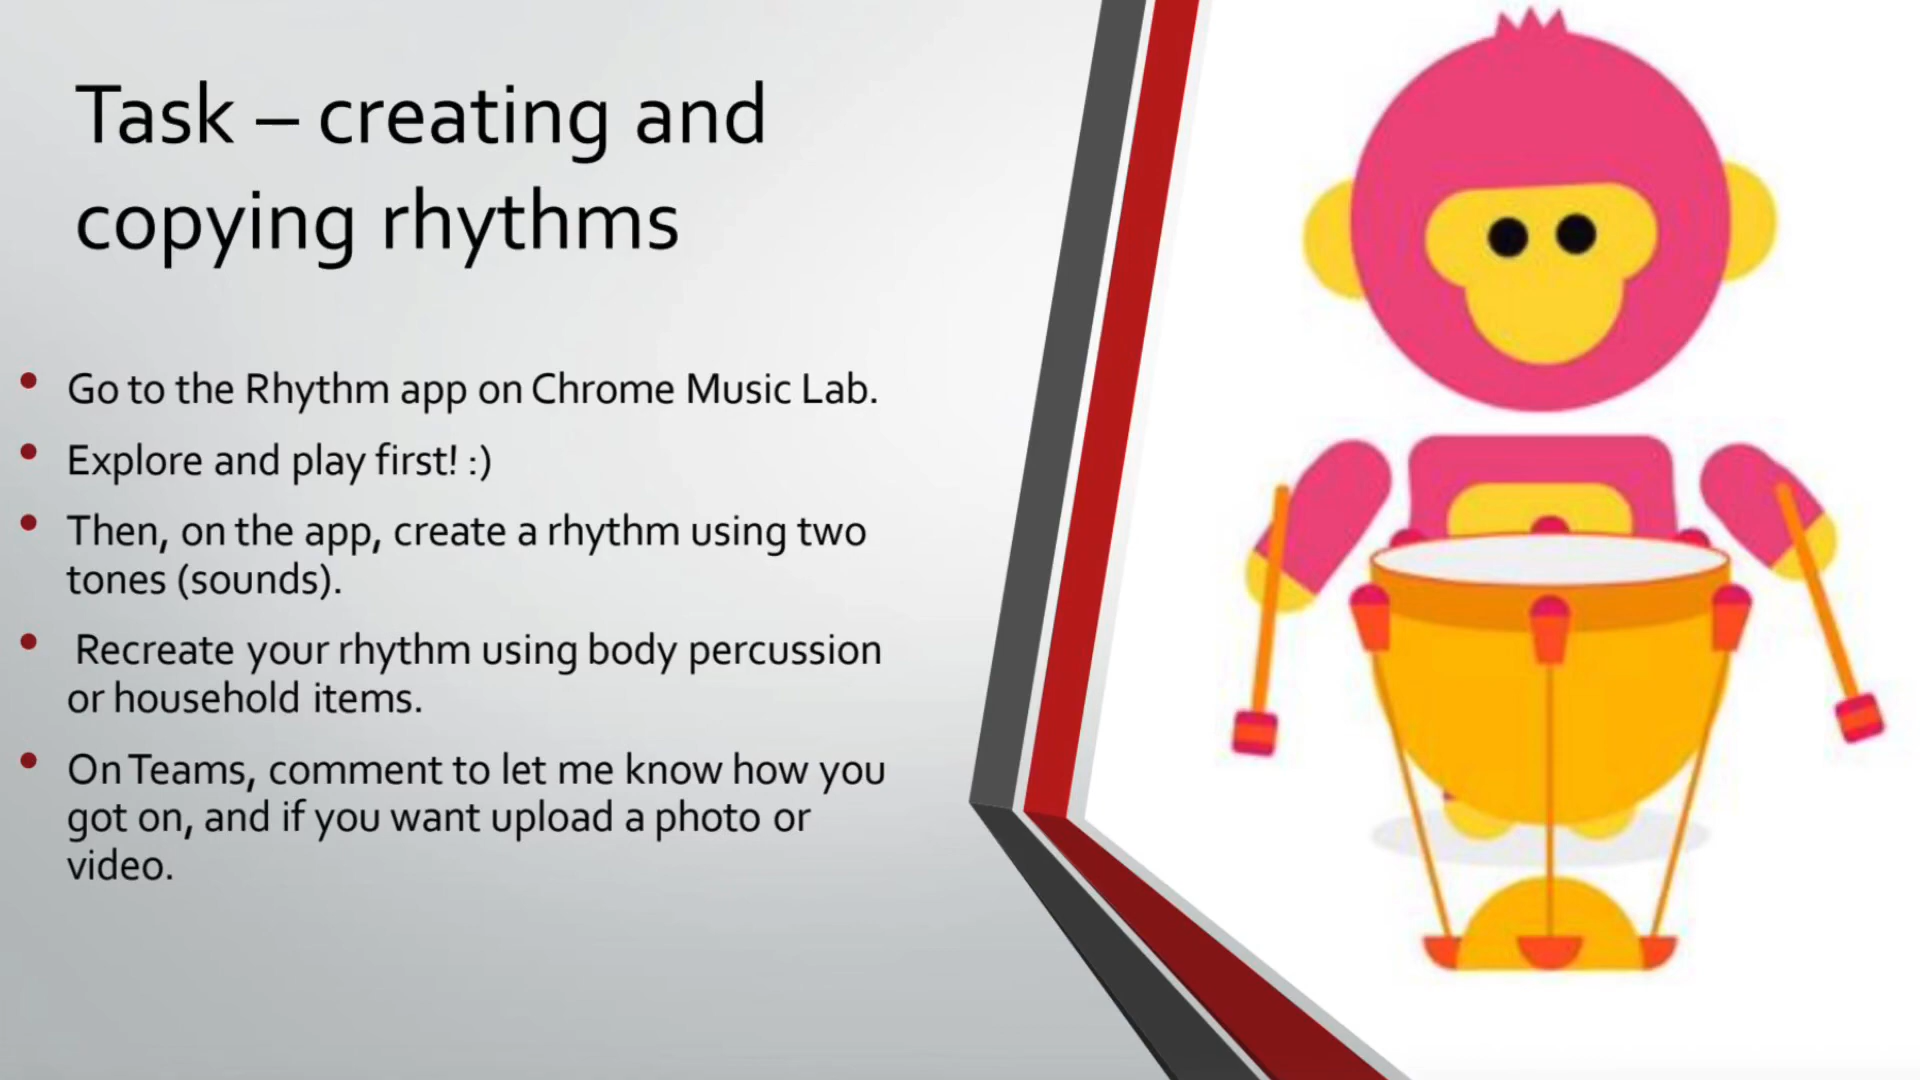 Task – creating and
copying rhythms
• Go to the Rhythm app on Chrome Music Lab.
• Explore and play first! :)
• Then, on the app, create a rhythm using two
tones (sounds).
• Recreate your rhythm using body percussion
or household items.
• On Teams, comment to let me know how you
got on, and if you want upload a photo or
video.